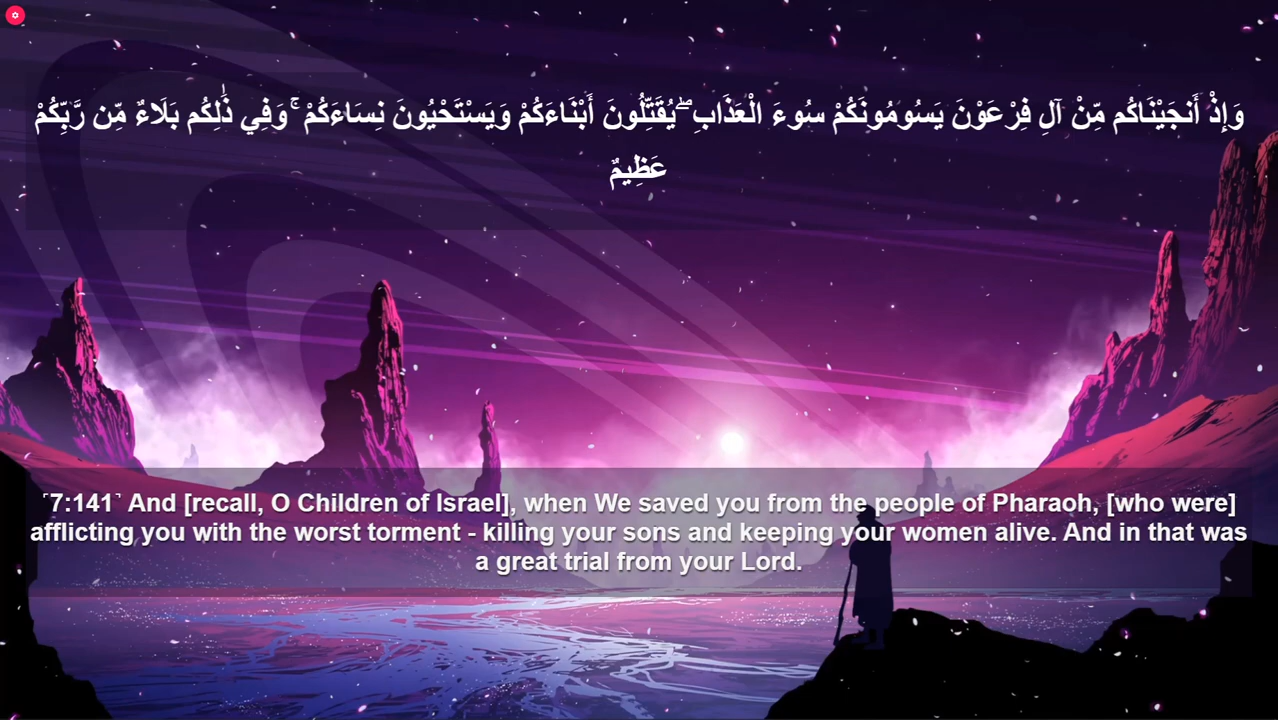 وَإِذْ أَنجَيْنَاكُم مِّنْ آلِ فِرْعَوْنَ يَسُومُونَكُمْ سُوءَ الْعَذَابِ ۖ يُقَتِّلُونَ أَبْنَاءَكُمْ وَيَسْتَحْيُونَ نِسَاءَكُمْ ۚ وَفِي ذَٰلِكُم بَلَاءٌ مِّن رَّبِّكُمْ
عَظِيمٌ
˹7:141˺ And [recall, O Children of Israel], when We saved you from the people of Pharaoh, [who were]
afflicting you with the worst torment - killing your sons and keeping your women alive. And in that was
a great trial from your Lord.